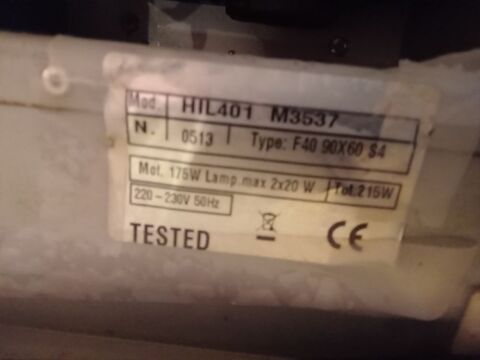 Mod. HIL401 M3537
N. 0513 Type: F40 90X60 S4
Mot. 175W Lamp.max 2x20 W Tot.215W
220~230V 50Hz
TESTED CE